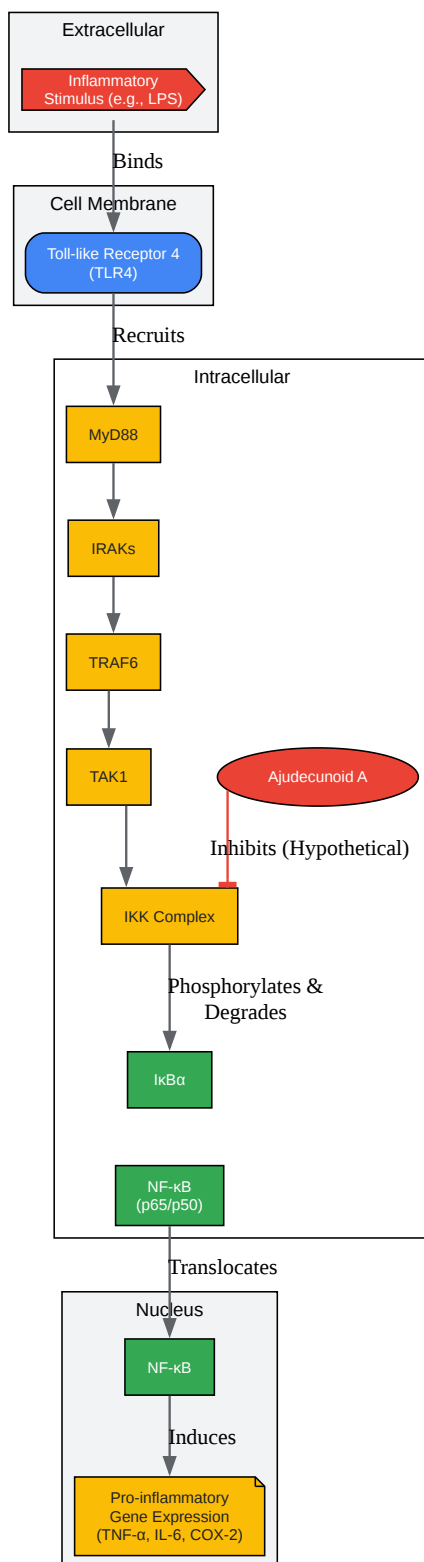 Extracellular
Inflammatory
Stimulus (e.g., LPS)
Binds
Cell Membrane
Toll-like Receptor 4
(TLR4)
Recruits
Intracellular
MyD88
IRAKs
TRAF6
TAK1
Ajudecunoid A
Inhibits (Hypothetical)
IKK Complex
Phosphorylates &
Degrades
IκBα
NF-κB
(p65/p50)
Translocates
Nucleus
NF-κB
Induces
Pro-inflammatory
Gene Expression
(TNF-α, IL-6, COX-2)